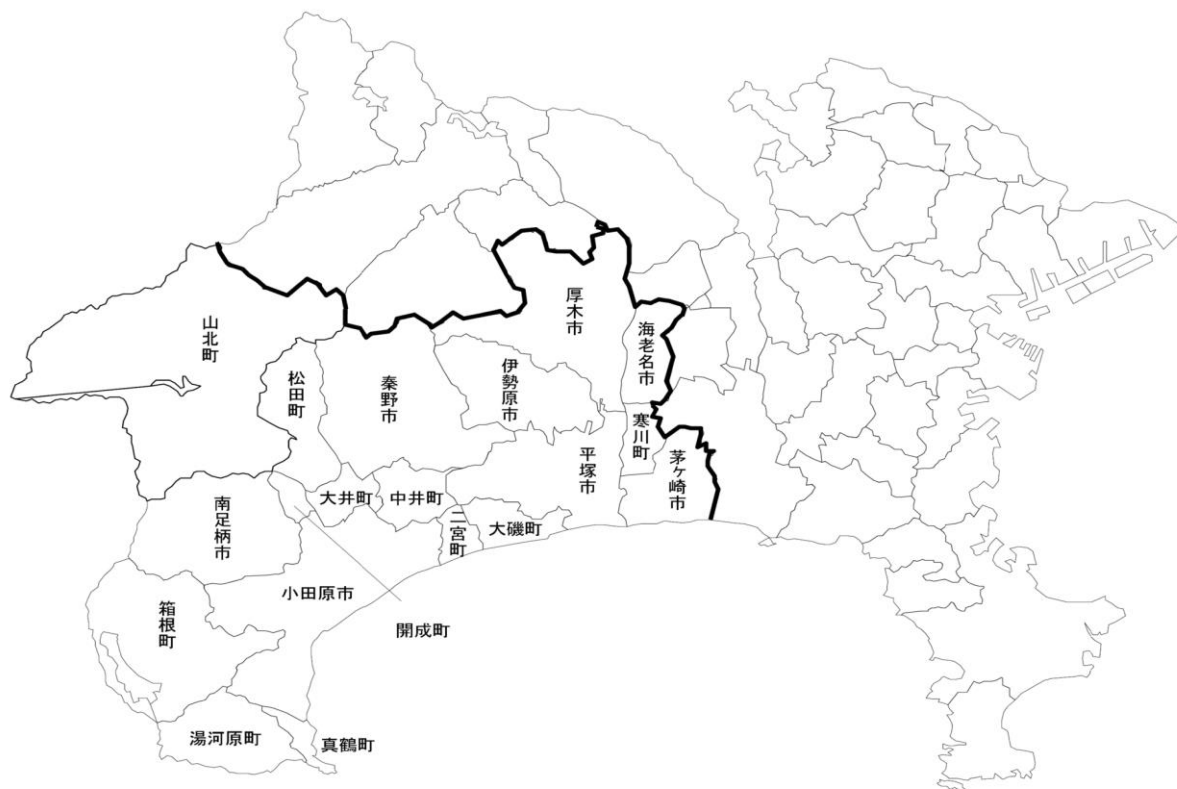 厚木市
山北町
海老名市
松田町
秦野市
伊勢原市
寒川町
平塚市
茅ヶ崎市
大井町
中井町
南足柄市
二宮町
大磯町
小田原市
箱根町
開成町
湯河原町
真鶴町